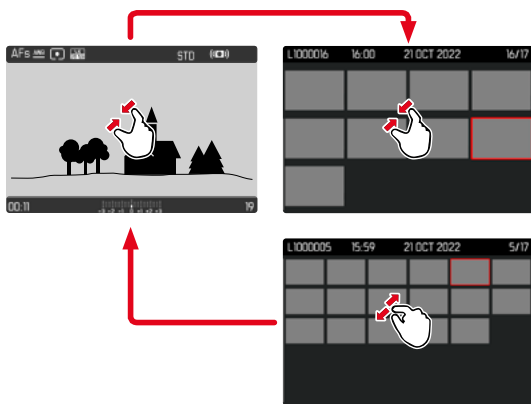 AFs STD
L1000016 16:00 21 OCT 2022 16/17
00:11 19
L1000005 15:59 21 OCT 2022 5/17